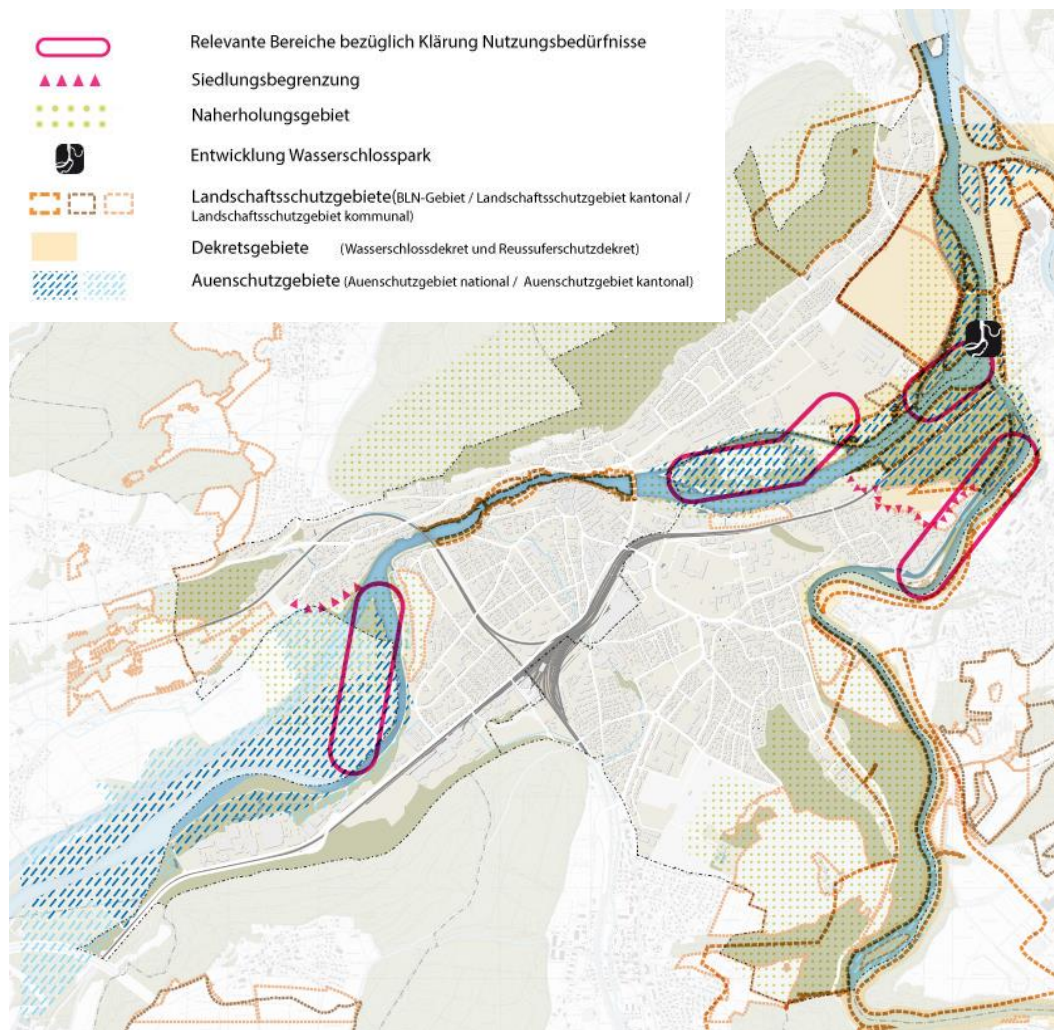 Relevante Bereiche bezüglich Klärung Nutzungsbedürfnisse
Siedlungsbegrenzung
Naherholungsgebiet
Entwicklung Wasserschlosspark
Landschaftsschutzgebiete(BLN-Gebiet / Landschaftsschutzgebiet kantonal /
Landschaftsschutzgebiet kommunal)
Dekretsgebiete (Wasserschlossdekret und Reussuferschutzdekret)
Auenschutzgebiete (Auenschutzgebiet national / Auenschutzgebiet kantonal)